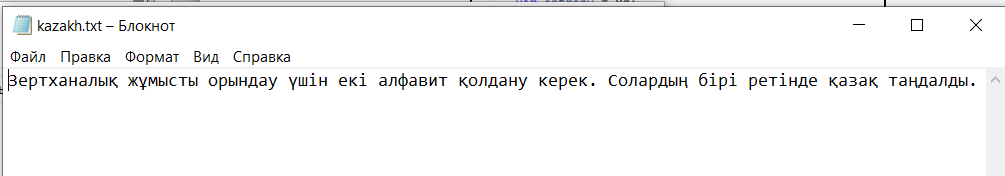 kazakh.txt – Блокнот
Файл Правка Формат Вид Справка
Зертханалық жұмысты орындау үшін екі алфавит қолдану керек. Солардың бірі ретінде қазақ таңдалды.